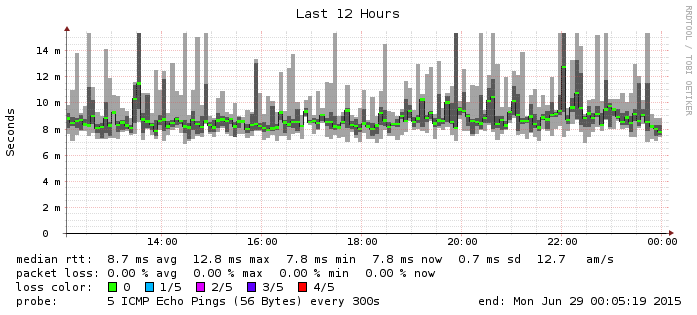 Last 12 Hours
RRDTOOL / TOBI OETIKER
Seconds
14 m
12 m
10 m
8 m
6 m
4 m
2 m
0
14:00 16:00 18:00 20:00 22:00 00:00
median rtt: 8.7 ms avg 12.8 ms max 7.8 ms min 7.8 ms now 0.7 ms sd 12.7 am/s
packet loss: 0.00 % avg 0.00 % max 0.00 % min 0.00 % now
loss color: 0 1/5 2/5 3/5 4/5
probe: 5 ICMP Echo Pings (56 Bytes) every 300s end: Mon Jun 29 00:05:19 2015